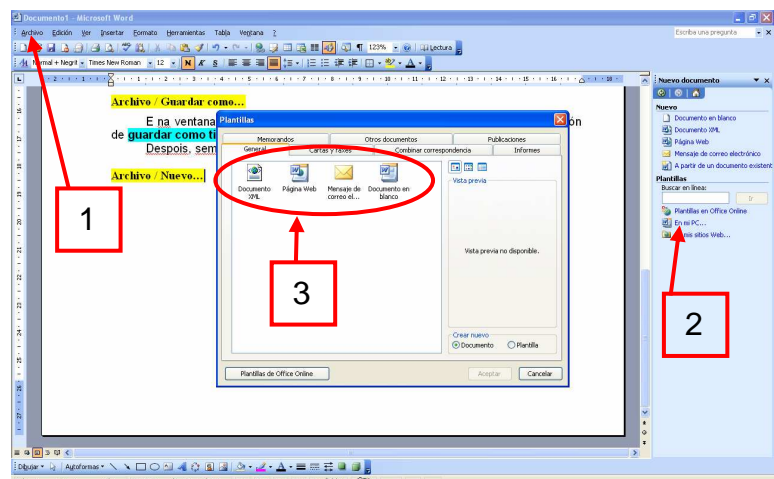 Documento1 - Microsoft Word
Archivo Edición Ver Insertar Formato Herramientas Tabla Ventana ? Escriba una pregunta
123% Lectura
Normal + Negrit Times New Roman 12 N K S
Nuevo documento
Nuevo
Documento en blanco
Documento XML
Página Web
Mensaje de correo electrónico
A partir de un documento existent
Plantillas
Buscar en línea:
Ir
Plantillas en Office Online
En mi PC...
mis sitios Web...
Archivo / Guardar como...
E na ventana
ón
de guardar como ti
Despois, sem
Archivo / Nuevo...
Plantillas
Memorandos Otros documentos Publicaciones
General Cartas y faxes Combinar correspondencia Informes
Documento XML
Página Web
Mensaje de correo el...
Documento en blanco
Vista previa
Vista previa no disponible.
Crear nuevo
Documento Plantilla
Plantillas de Office Online Aceptar Cancelar
1
2
3
Dibujar Autoformas